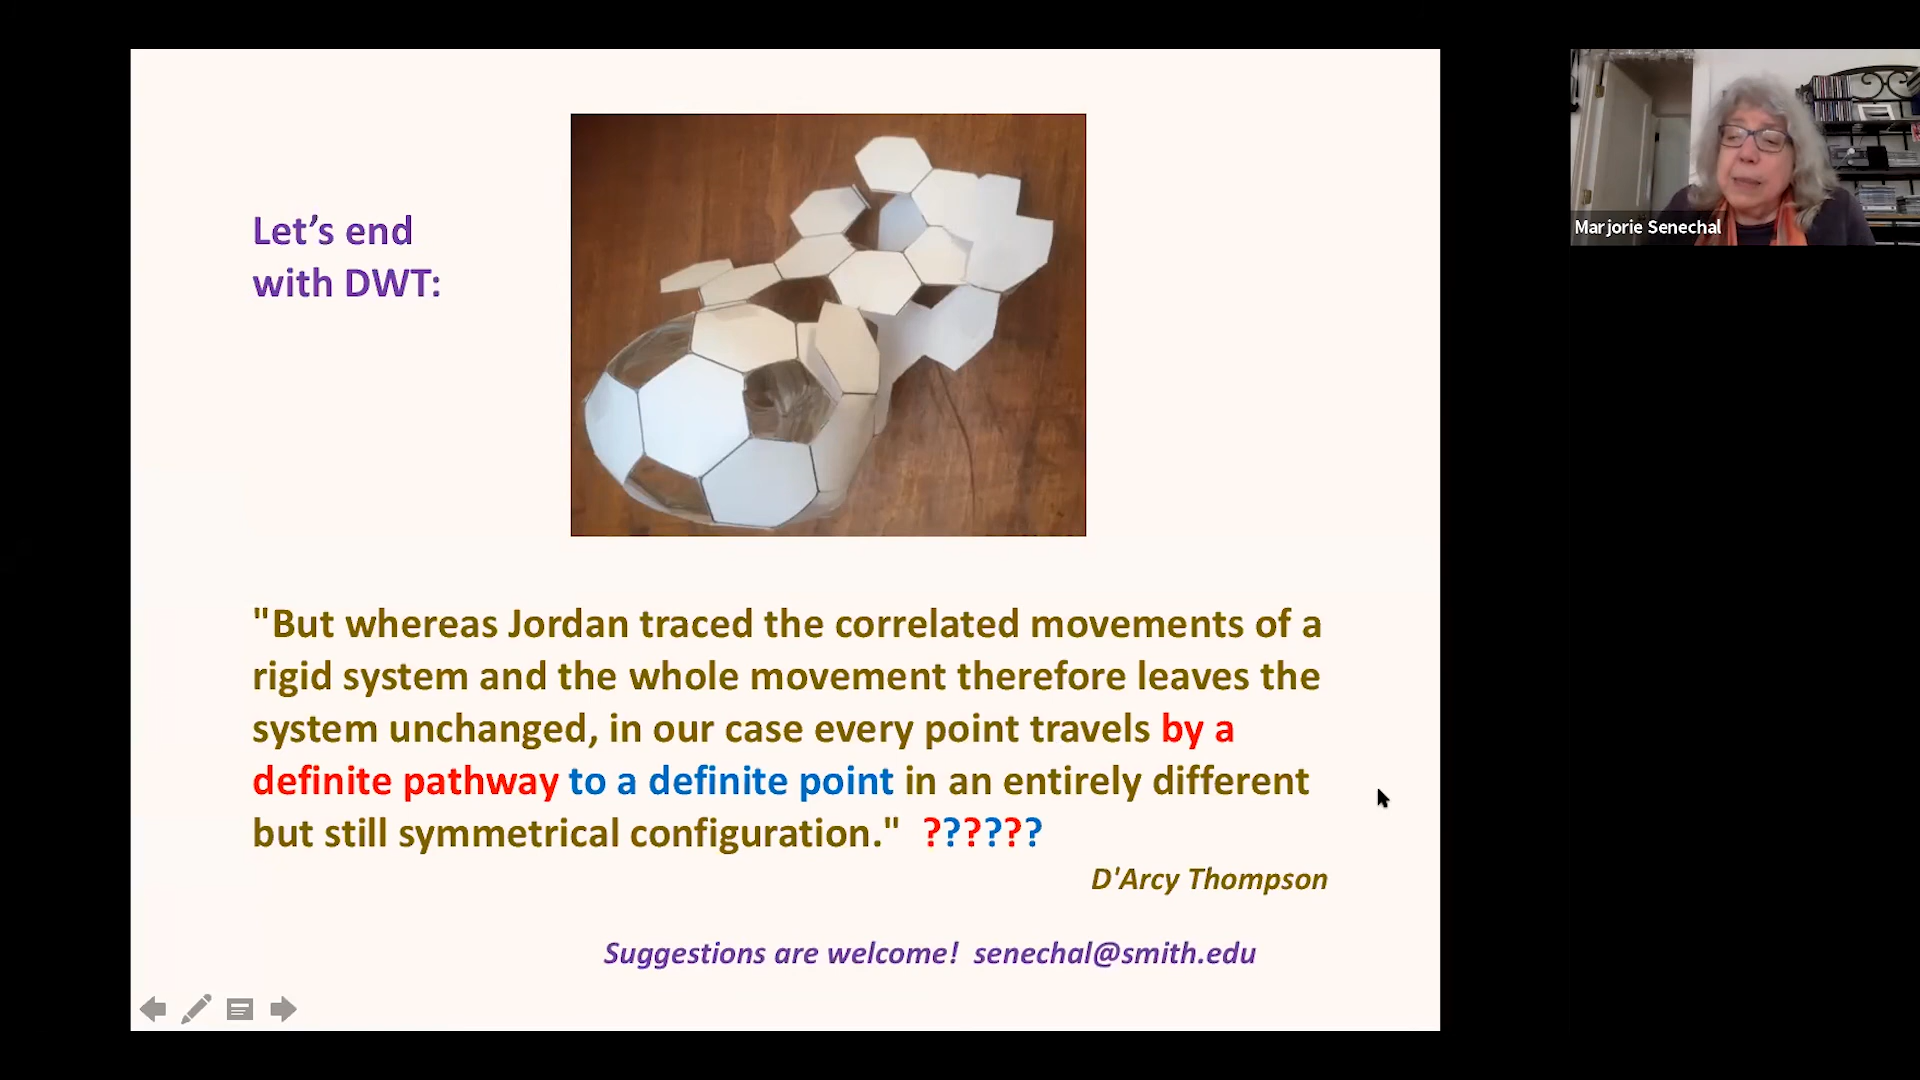 Let's end
with DWT:
Marjorie Senechal
"But whereas Jordan traced the correlated movements of a
rigid system and the whole movement therefore leaves the
system unchanged, in our case every point travels by a
definite pathway to a definite point in an entirely different
but still symmetrical configuration." ??????
D'Arcy Thompson
Suggestions are welcome! senechal@smith.edu